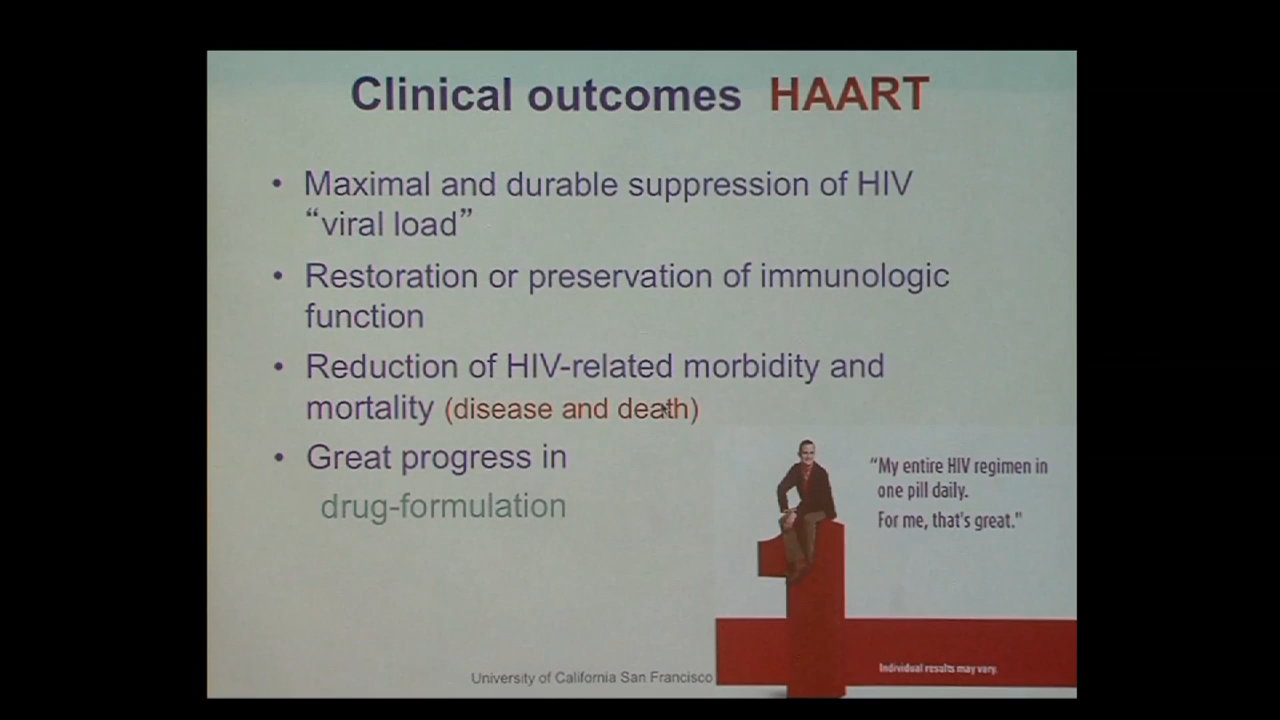 Clinical outcomes HAART
• Maximal and durable suppression of HIV
“viral load”
• Restoration or preservation of immunologic
function
• Reduction of HIV-related morbidity and
mortality (disease and death)
• Great progress in
drug-formulation
“My entire HIV regimen in
one pill daily.
For me, that's great.”
1
Individual results may vary.
University of California San Francisco